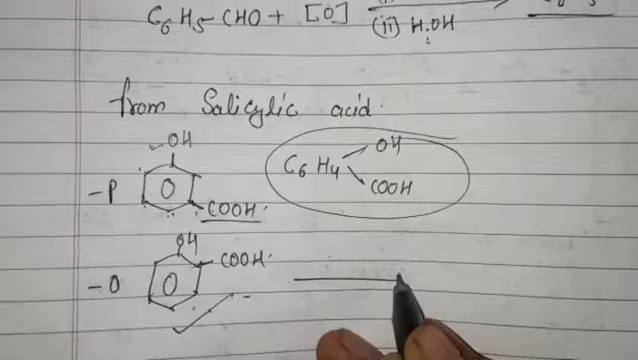 C6H5-CHO + [O]
(ii) H.OH
from Salicylic acid.
OH
-P
COOH.
C6H4
OH
COOH
OH
COOH.
-O